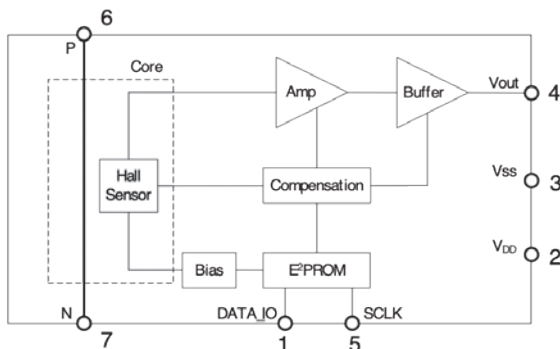 6
P
Core
Amp
Buffer
Vout
4
Hall
Sensor
Compensation
Vss
3
VDD
2
Bias
E²PROM
N
DATA_IO
SCLK
7
1
5